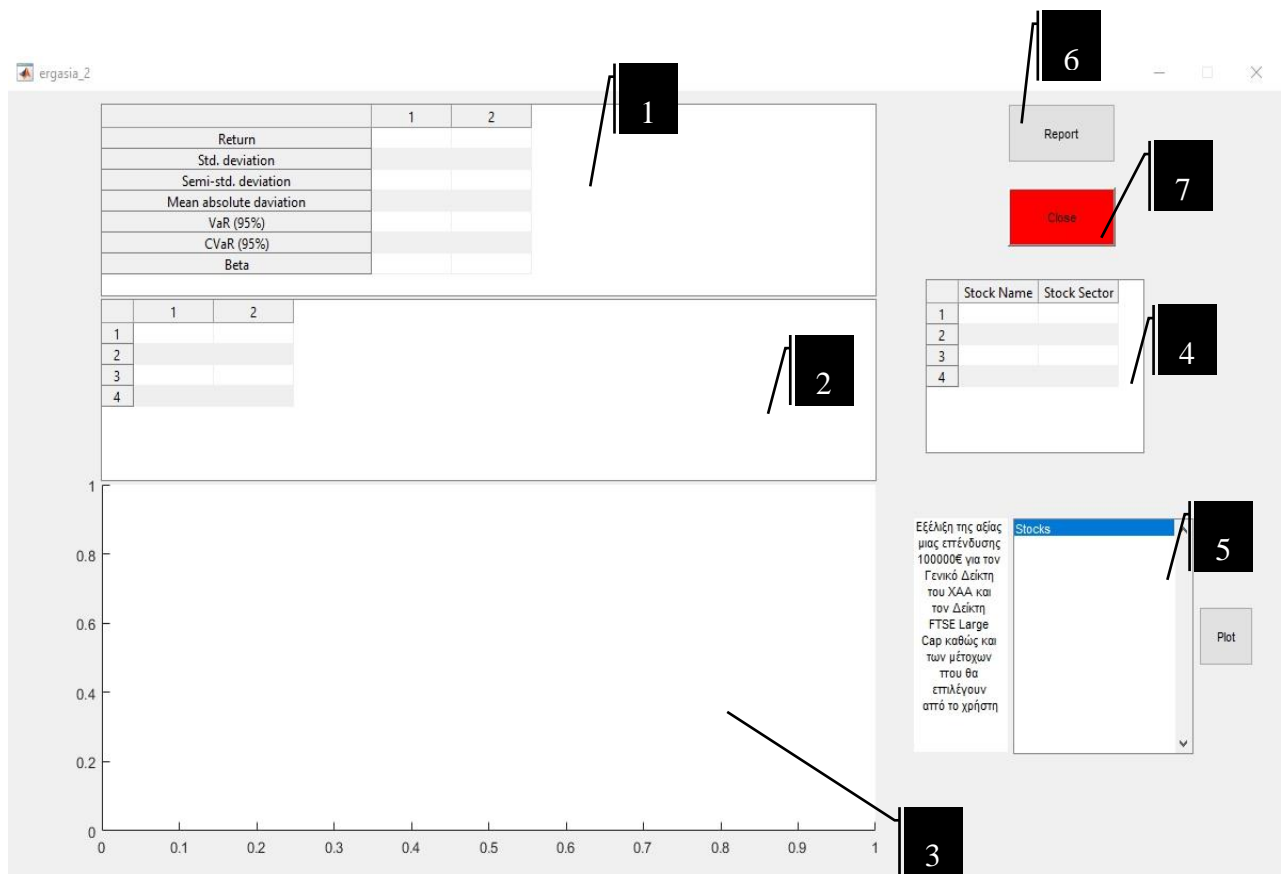 6
ergasia_2
1
1 2
Return
Std. deviation
Semi-std. deviation
Mean absolute daviation
VaR (95%)
CVaR (95%)
Beta
Report
7
Close
1 2
1
2
3
4
2
Stock Name Stock Sector
1
2
3
4
4
1
0.8
0.6
0.4
0.2
0
0 0.1 0.2 0.3 0.4 0.5 0.6 0.7 0.8 0.9 1
3
Εξέλιξη της αξίας
μιας επένδυσης
100000€ για τον
Γενικό Δείκτη
του ΧΑΑ και
τον Δείκτη
FTSE Large
Cap καθώς και
των μέτοχων
που θα
επιλέγουν
από το χρήστη
Stocks
5
Plot